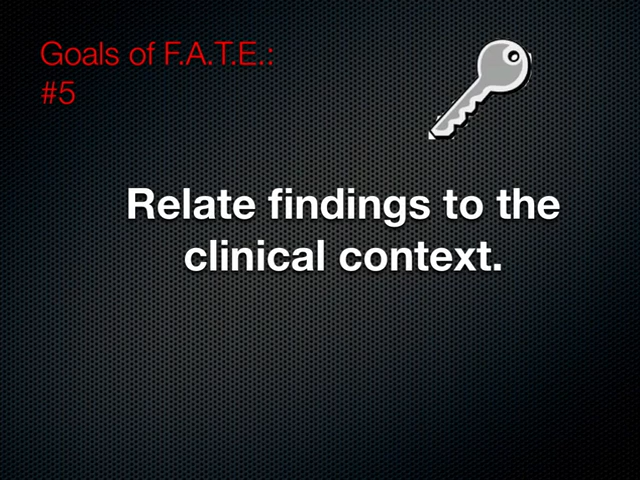 Goals of F.A.T.E.:
#5
Relate findings to the
clinical context.